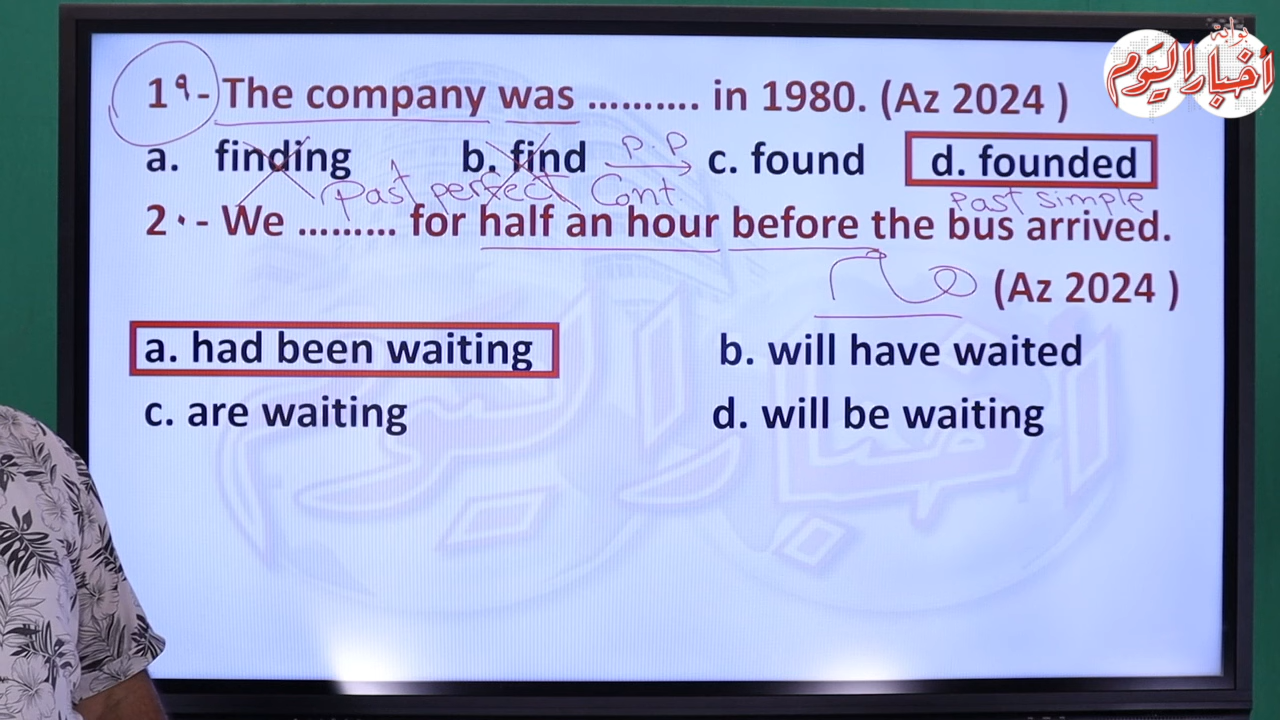 بوابة
أخبار اليوم
1٩- The company was .......... in 1980. (Az 2024 )
a. finding b. find c. found d. founded
P.P
Past perfect Cont.
Past simple
2٠- We ......... for half an hour before the bus arrived.
(Az 2024 )
a. had been waiting b. will have waited
c. are waiting d. will be waiting